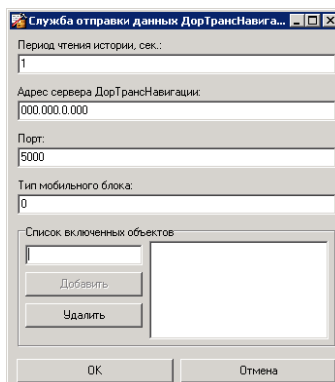 Служба отправки данных ДорТрансНавига...
Период чтения истории, сек.:
1
Адрес сервера ДорТрансНавигации:
000.000.0.000
Порт:
5000
Тип мобильного блока:
0
Список включенных объектов
Добавить
Удалить
OK
Отмена